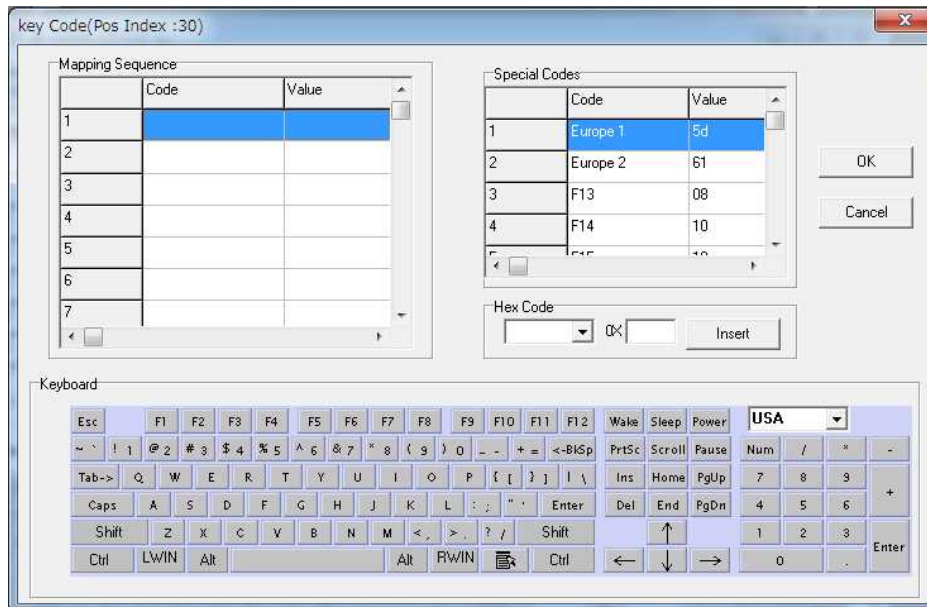 key Code(Pos Index :30)
Mapping Sequence
Code Value
1
2
3
4
5
6
7
Special Codes
Code Value
1 Europe 1 5d
2 Europe 2 61
3 F13 08
4 F14 10
OK
Cancel
Hex Code
0X
Insert
Keyboard
Esc F1 F2 F3 F4 F5 F6 F7 F8 F9 F10 F11 F12 Wake Sleep Power USA
~ ` ! 1 @ 2 # 3 $ 4 % 5 ^ 6 & 7 * 8 ( 9 ) 0 _ - + = <-BkSp PrtSc Scroll Pause Num / * -
Tab-> Q W E R T Y U I O P { [ } ] | \ Ins Home PgUp 7 8 9 +
Caps A S D F G H J K L : ; " ' Enter Del End PgDn 4 5 6
Shift Z X C V B N M < , > . ? / Shift ↑ 1 2 3 Enter
Ctrl LWIN Alt Alt RWIN Ctrl ← ↓ → 0 .